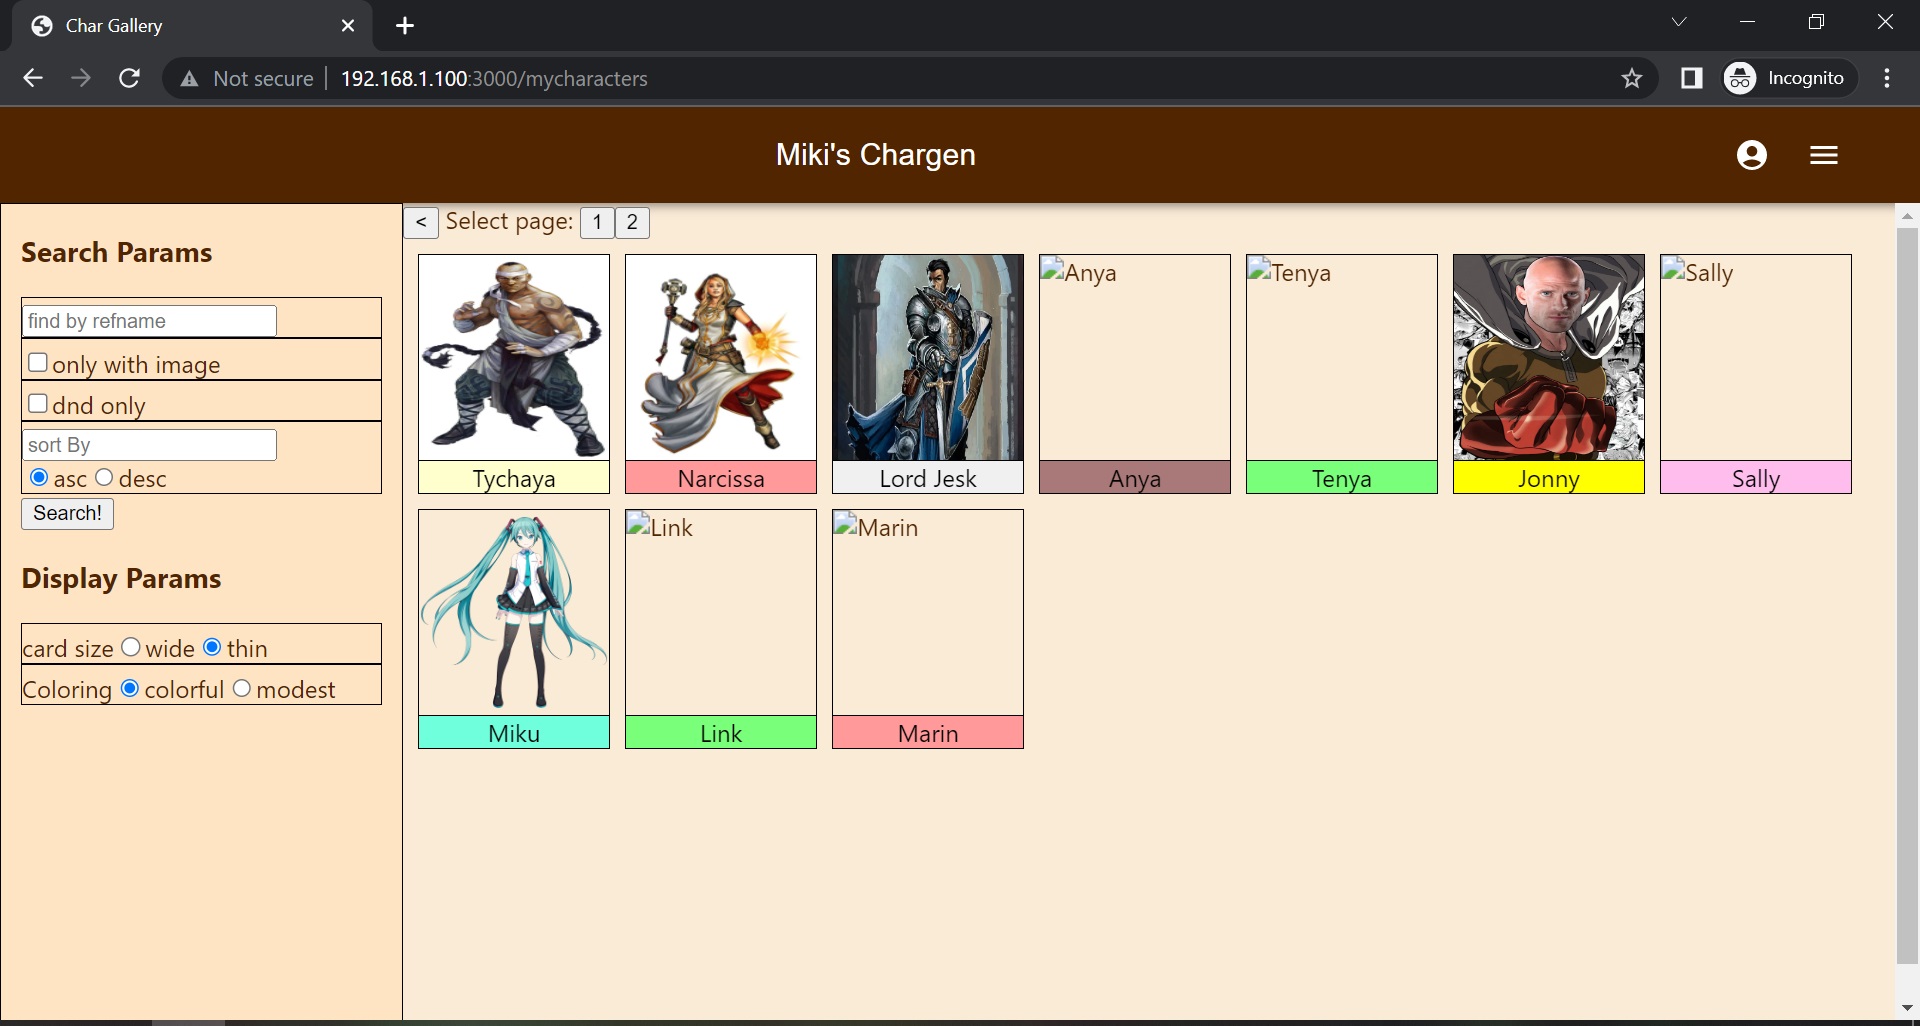 Char Gallery
Not secure 192.168.1.100:3000/mycharacters Incognito
Miki's Chargen
Search Params
find by refname
only with image
dnd only
sort By
asc desc
Search!
Display Params
card size wide thin
Coloring colorful modest
< Select page: 1 2
Anya Tenya Sally
Tychaya Narcissa Lord Jesk Anya Tenya Jonny Sally
Link Marin
Miku Link Marin